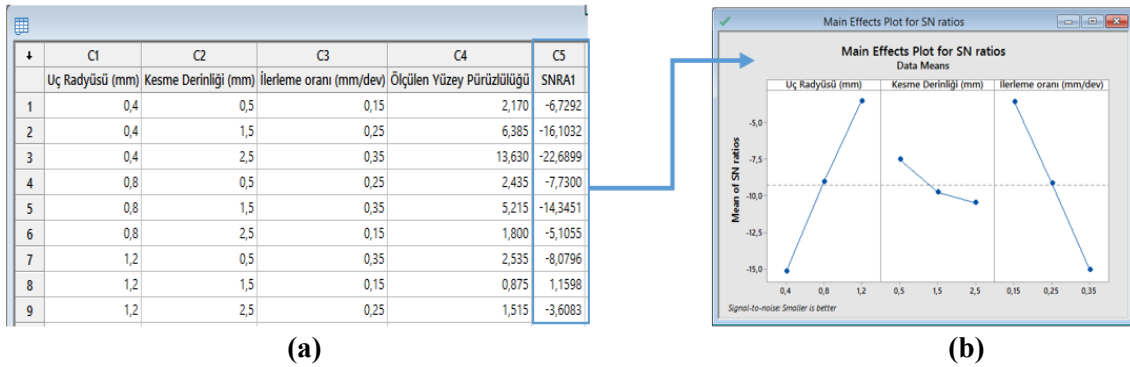 ↓ C1 C2 C3 C4 C5
Uç Radyüsü (mm) Kesme Derinliği (mm) İlerleme oranı (mm/dev) Ölçülen Yüzey Pürüzlülüğü SNRA1
1 0,4 0,5 0,15 2,170 -6,7292
2 0,4 1,5 0,25 6,385 -16,1032
3 0,4 2,5 0,35 13,630 -22,6899
4 0,8 0,5 0,25 2,435 -7,7300
5 0,8 1,5 0,35 5,215 -14,3451
6 0,8 2,5 0,15 1,800 -5,1055
7 1,2 0,5 0,35 2,535 -8,0796
8 1,2 1,5 0,15 0,875 1,1598
9 1,2 2,5 0,25 1,515 -3,6083
(a)
Main Effects Plot for SN ratios
Main Effects Plot for SN ratios
Data Means
Uç Radyüsü (mm) Kesme Derinliği (mm) İlerleme oranı (mm/dev)
Mean of SN ratios
-5,0
-7,5
-10,0
-12,5
-15,0
0,4 0,8 1,2 0,5 1,5 2,5 0,15 0,25 0,35
Signal-to-noise: Smaller is better
(b)